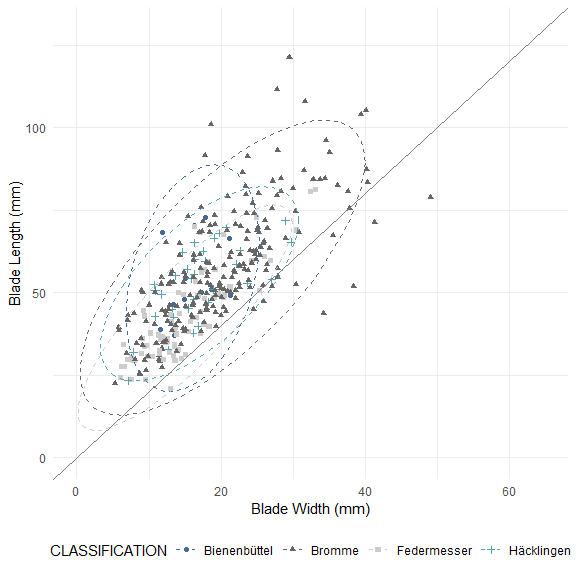 Blade Length (mm)
100
50
0
0 20 40 60
Blade Width (mm)
CLASSIFICATION Bienenbüttel Bromme Federmesser Häcklingen